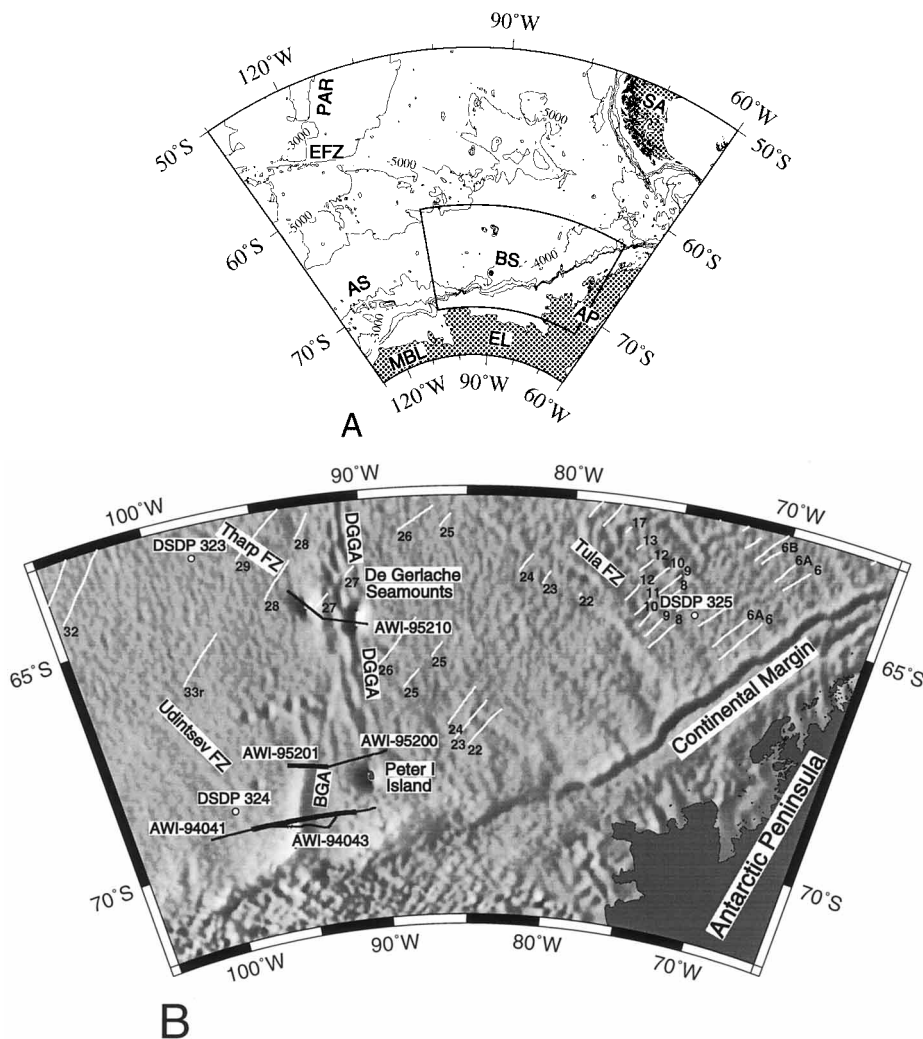 90˚W
120˚W
60˚W
PAR
SA
50˚S
3000
5000
50˚S
EFZ
5000
5000
60˚S
60˚S
BS
4000
AS
AP
3000
70˚S
70˚S
EL
MBL
120˚W
90˚W
60˚W
A
90˚W
80˚W
100˚W
70˚W
DSDP 323
Tharp FZ
28
DGGA
26
25
17
13
6B
29
27
De Gerlache
Seamounts
Tula FZ
12
10
9
6A
6
24
23
12
8
28
27
22
11
DSDP 325
10
9
8
6A
6
32
AWI-95210
65˚S
DGGA
26
25
25
65˚S
33r
Udintsev FZ
24
23
22
Continental Margin
AWI-95201
AWI-95200
BGA
Peter I
Island
DSDP 324
AWI-94041
AWI-94043
Antarctic Peninsula
70˚S
70˚S
100˚W
90˚W
80˚W
70˚W
B